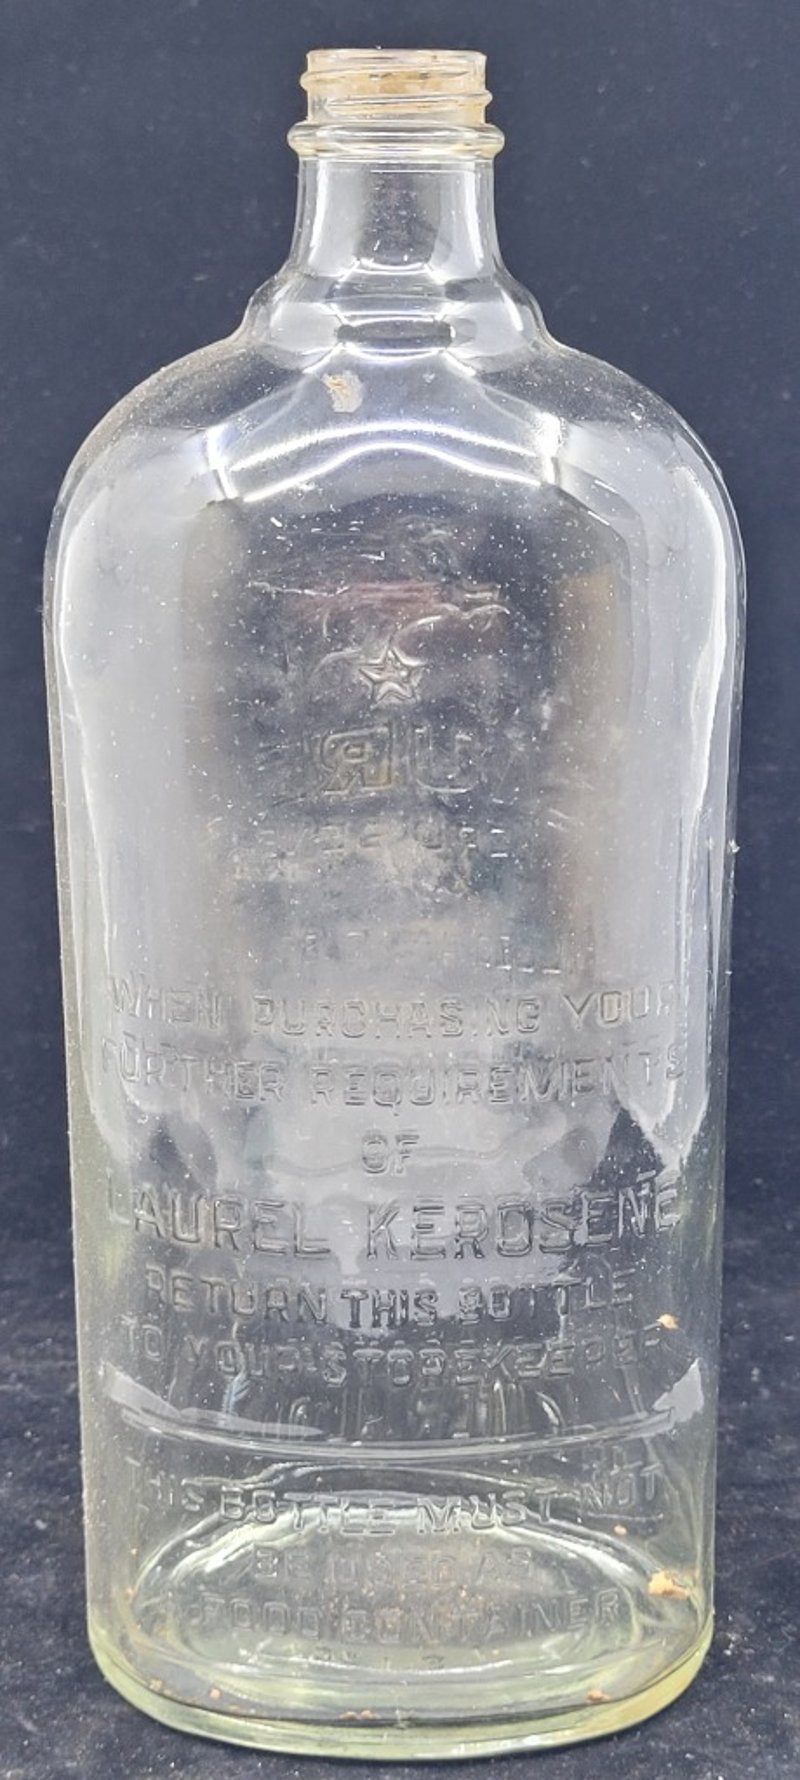 WHEN PURCHASING YOUR
FURTHER REQUIREMENTS
OF
LAUREL KEROSENE
RETURN THIS BOTTLE
TO YOUR STOREKEEPER
THIS BOTTLE MUST NOT
BE USED AS
A FOOD CONTAINER